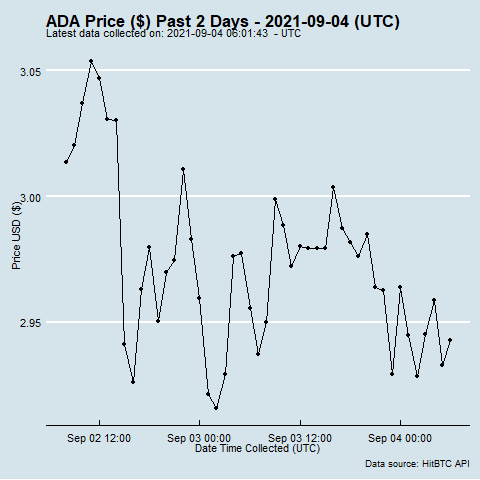 ADA Price ($) Past 2 Days - 2021-09-04 (UTC)
Latest data collected on: 2021-09-04 06:01:43  - UTC
3.05
3.00
2.95
Price USD ($)
Sep 02 12:00
Sep 03 00:00
Sep 03 12:00
Sep 04 00:00
Date Time Collected (UTC)
Data source: HitBTC API